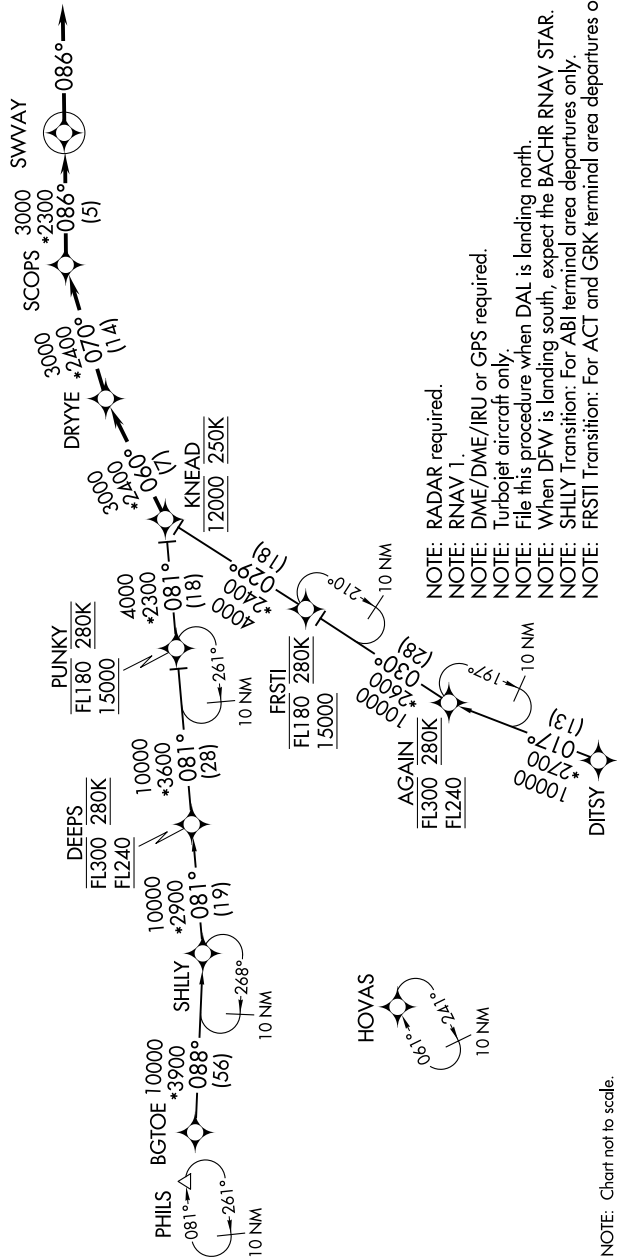 PHILS
081°
261°
10 NM
BGTOE
10000
*3900
088°
(56)
SHLLY
268°
10 NM
10000
*2900
081°
(19)
DEEPS
FL300 280K
FL240
10000
*3600
081°
(28)
PUNKY
FL180 280K
15000
261°
10 NM
4000
*2300
081°
(18)
KNEAD
12000 250K
3000
*2400
060°
(7)
DRYYE
3000
*2400
070°
(14)
SCOPS
3000
*2300
086°
(5)
SWVAY
086°
HOVAS
061°
241°
10 NM
DITSY
10000
*2700
017°
(13)
AGAIN
FL300 280K
FL240
197°
10 NM
10000
*2600
030°
(28)
FRSTI
FL180 280K
15000
210°
10 NM
4000
*2400
029°
(18)
NOTE: RADAR required.
NOTE: RNAV 1.
NOTE: DME/DME/IRU or GPS required.
NOTE: Turbojet aircraft only.
NOTE: File this procedure when DAL is landing north.
NOTE: When DFW is landing south, expect the BACHR RNAV STAR.
NOTE: SHLLY Transition: For ABI terminal area departures only.
NOTE: FRSTI Transition: For ACT and GRK terminal area departures o
NOTE: Chart not to scale.